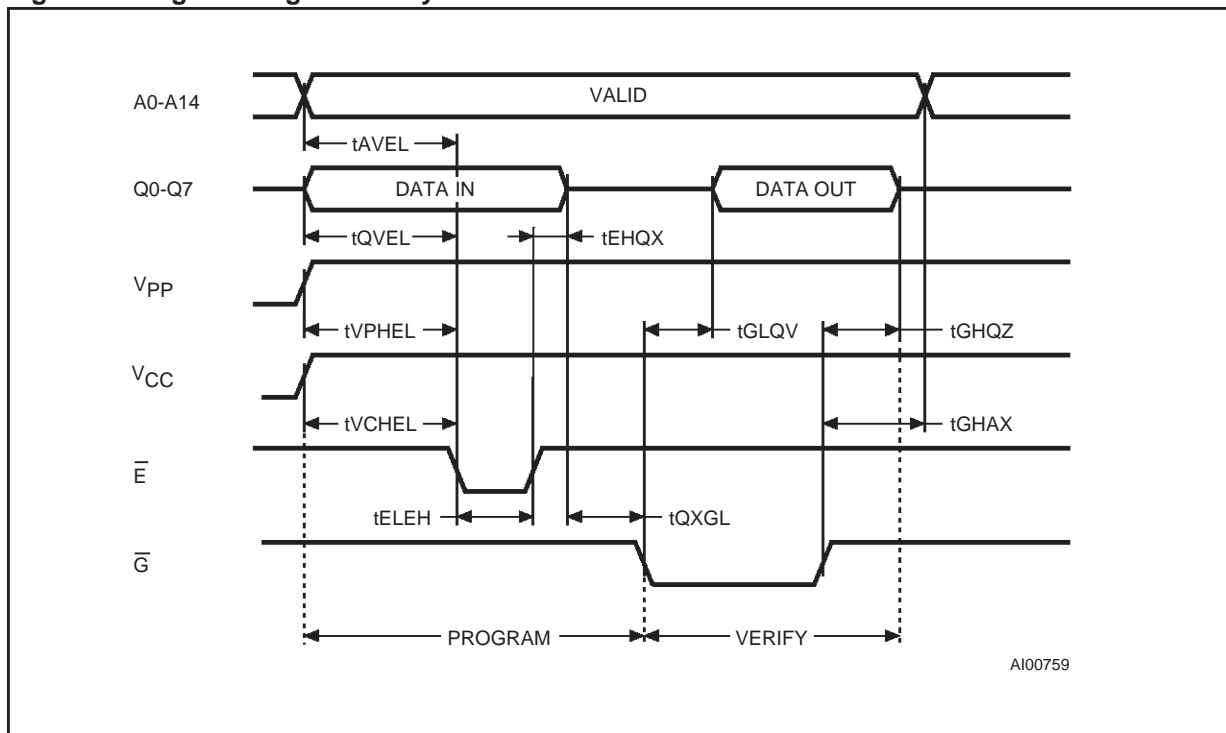 A0-A14
VALID
tAVEL
Q0-Q7
DATA IN
DATA OUT
tQVEL
tEHQX
VPP
tVPHEL
tGLQV
tGHQZ
VCC
tVCHEL
tGHAX
E̅
tELEH
tQXGL
G̅
PROGRAM
VERIFY
AI00759